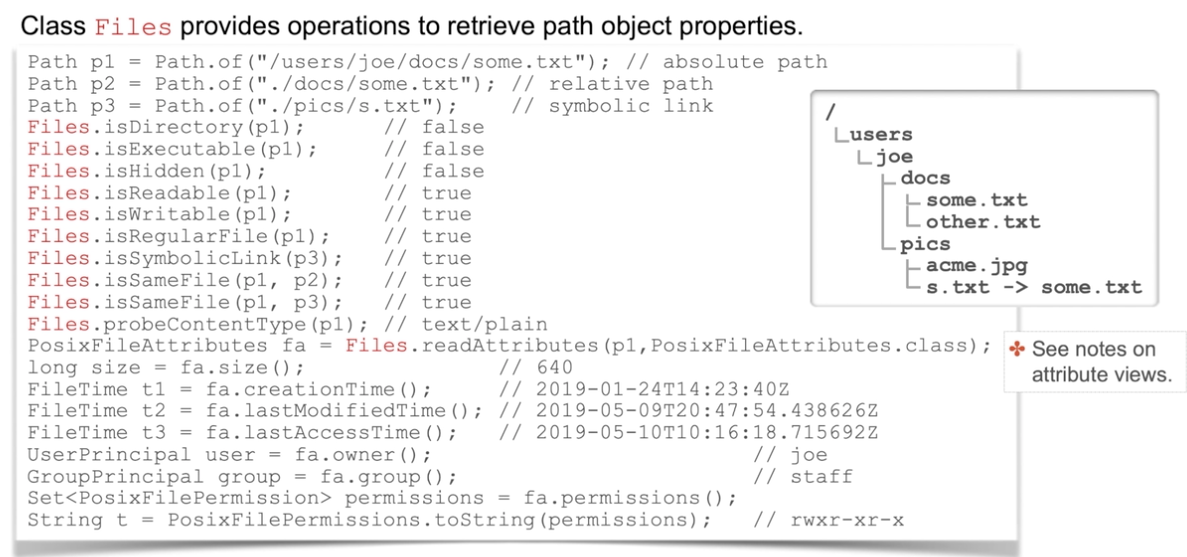 Class Files provides operations to retrieve path object properties.
Path p1 = Path.of("/users/joe/docs/some.txt"); // absolute path
Path p2 = Path.of("./docs/some.txt"); // relative path
Path p3 = Path.of("./pics/s.txt");    // symbolic link
Files.isDirectory(p1);      // false
Files.isExecutable(p1);     // false
Files.isHidden(p1);         // false
Files.isReadable(p1);       // true
Files.isWritable(p1);       // true
Files.isRegularFile(p1);    // true
Files.isSymbolicLink(p3);   // true
Files.isSameFile(p1, p2);   // true
Files.isSameFile(p1, p3);   // true
Files.probeContentType(p1); // text/plain
PosixFileAttributes fa = Files.readAttributes(p1,PosixFileAttributes.class);
long size = fa.size();               // 640
FileTime t1 = fa.creationTime();     // 2019-01-24T14:23:40Z
FileTime t2 = fa.lastModifiedTime(); // 2019-05-09T20:47:54.438626Z
FileTime t3 = fa.lastAccessTime();   // 2019-05-10T10:16:18.715692Z
UserPrincipal user = fa.owner();                         // joe
GroupPrincipal group = fa.group();                       // staff
Set<PosixFilePermission> permissions = fa.permissions();
String t = PosixFilePermissions.toString(permissions);   // rwxr-xr-x
/
users
joe
docs
some.txt
other.txt
pics
acme.jpg
s.txt -> some.txt
✤ See notes on
attribute views.